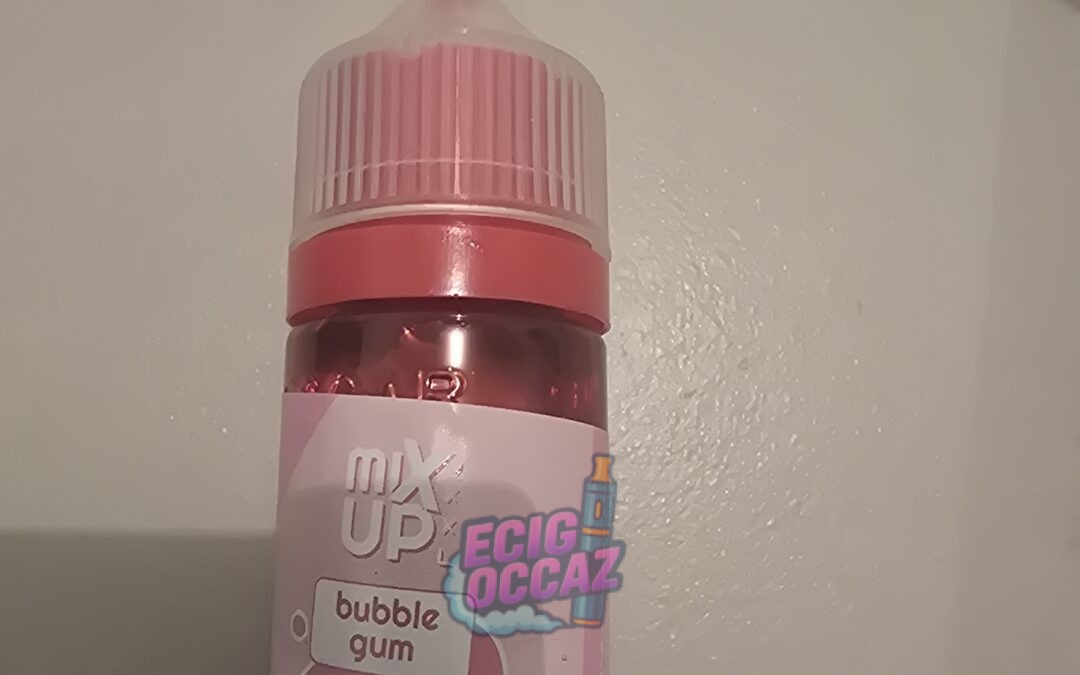 mix
UP
bubble
gum
ECIG
OCCAZ